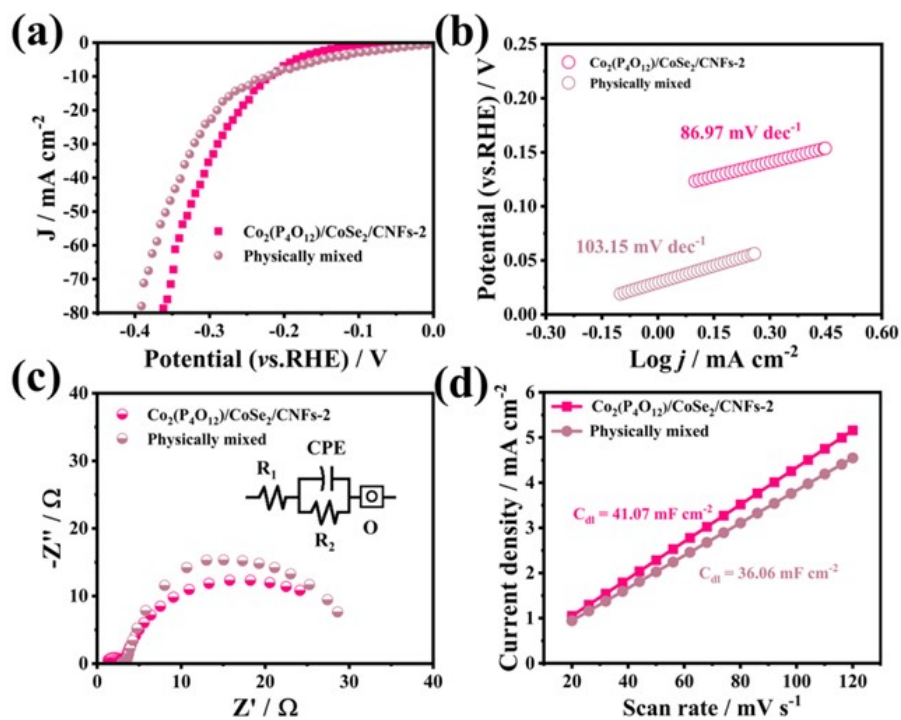 (a)
0
-10
-20
-30
-40
-50
-60
-70
-80
J / mA cm⁻²
Co₂(P₄O₁₂)/CoSe₂/CNFs-2
Physically mixed
-0.4
-0.3
-0.2
-0.1
0.0
Potential (vs.RHE) / V
(b)
0.25
0.20
0.15
0.10
0.05
0.00
Potential (vs.RHE) / V
Co₂(P₄O₁₂)/CoSe₂/CNFs-2
Physically mixed
86.97 mV dec⁻¹
103.15 mV dec⁻¹
-0.30
-0.15
0.00
0.15
0.30
0.45
0.60
Log j / mA cm⁻²
(c)
40
30
20
10
0
-Z'' / Ω
Co₂(P₄O₁₂)/CoSe₂/CNFs-2
Physically mixed
CPE
R₁
R₂
O
O
0
10
20
30
40
Z' / Ω
(d)
6
5
4
3
2
1
0
Current density / mA cm⁻²
Co₂(P₄O₁₂)/CoSe₂/CNFs-2
Physically mixed
C_dl = 41.07 mF cm⁻²
C_dl = 36.06 mF cm⁻²
20
40
60
80
100
120
Scan rate / mV s⁻¹